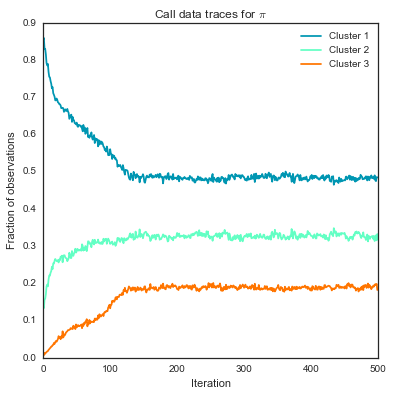 Call data traces for π
Cluster 1
Cluster 2
Cluster 3
Fraction of observations
0.9
0.8
0.7
0.6
0.5
0.4
0.3
0.2
0.1
0.0
0 100 200 300 400 500
Iteration